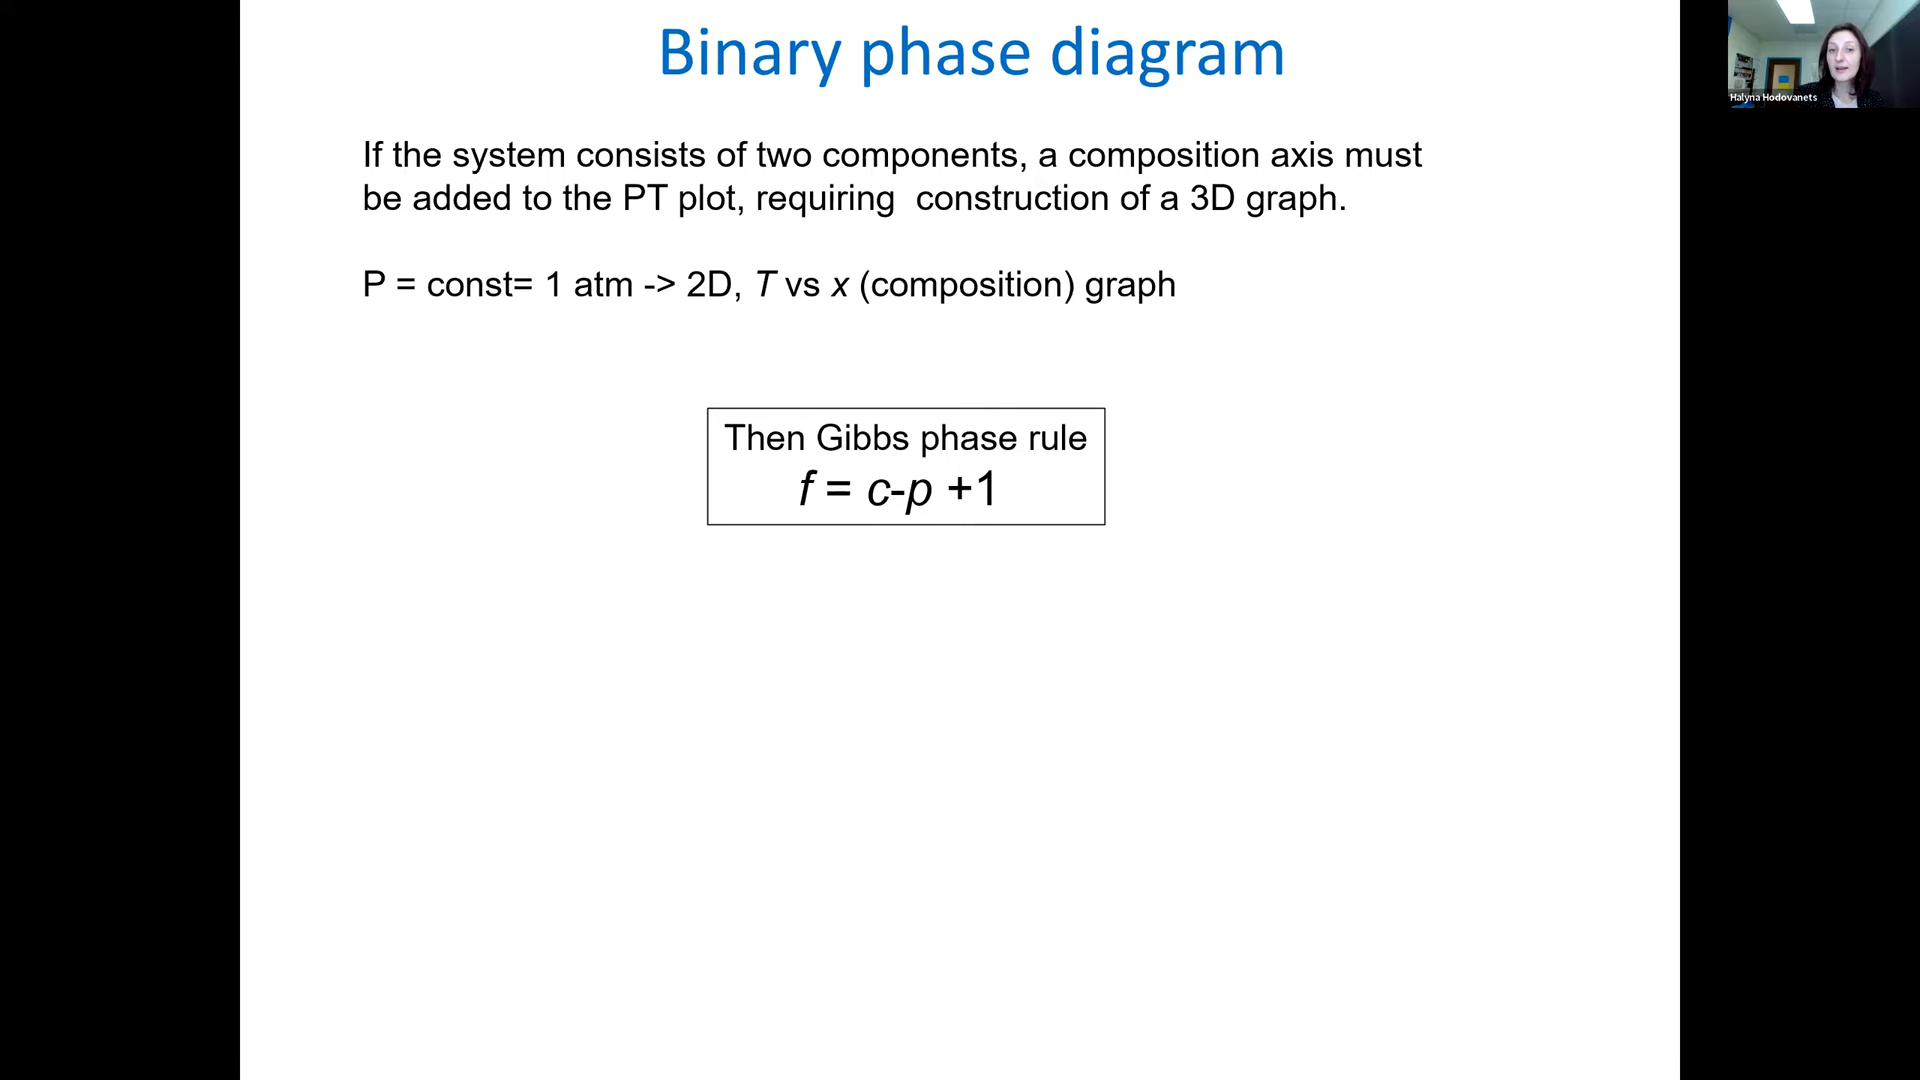 Binary phase diagram
Halyna Hodovanets
If the system consists of two components, a composition axis must
be added to the PT plot, requiring  construction of a 3D graph.
P = const= 1 atm -> 2D, T vs x (composition) graph
Then Gibbs phase rule
f = c-p +1